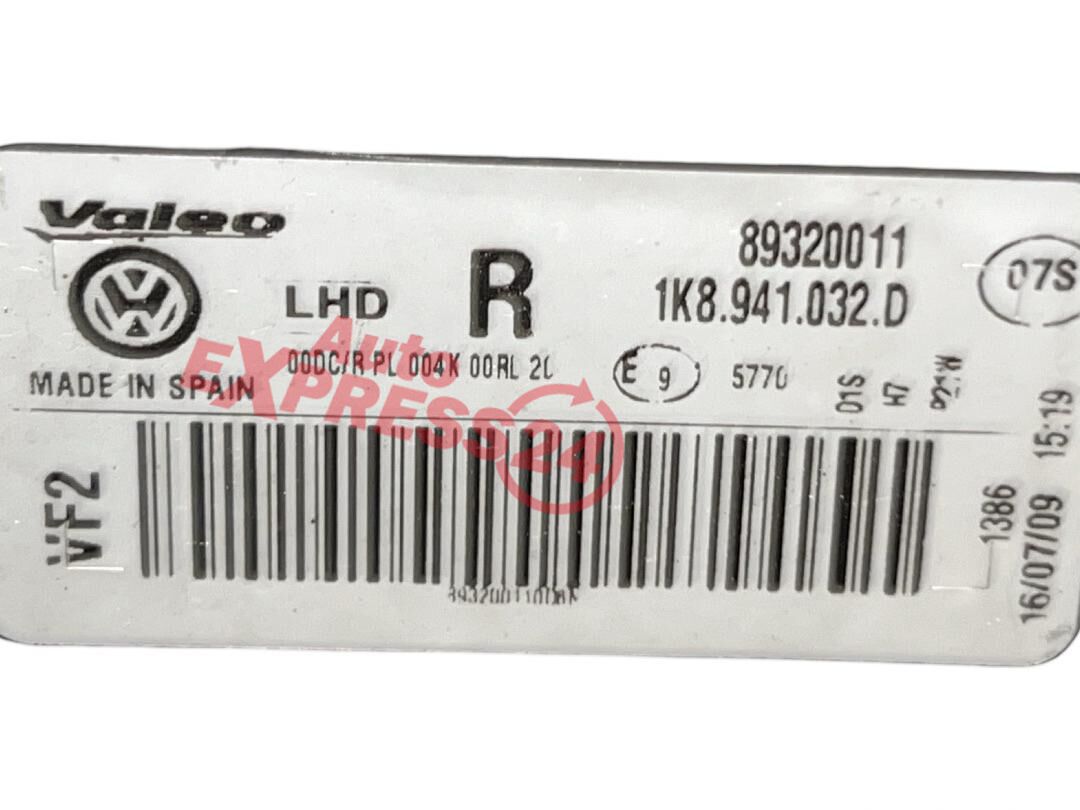 Valeo
89320011
07S
LHD
R
1K8.941.032.D
00DC/R PL 004K 00RL
E 9
5770
01S
H7
MADE IN SPAIN
Auto
EXPRESS24
VF2
1386
16/07/09 15:19